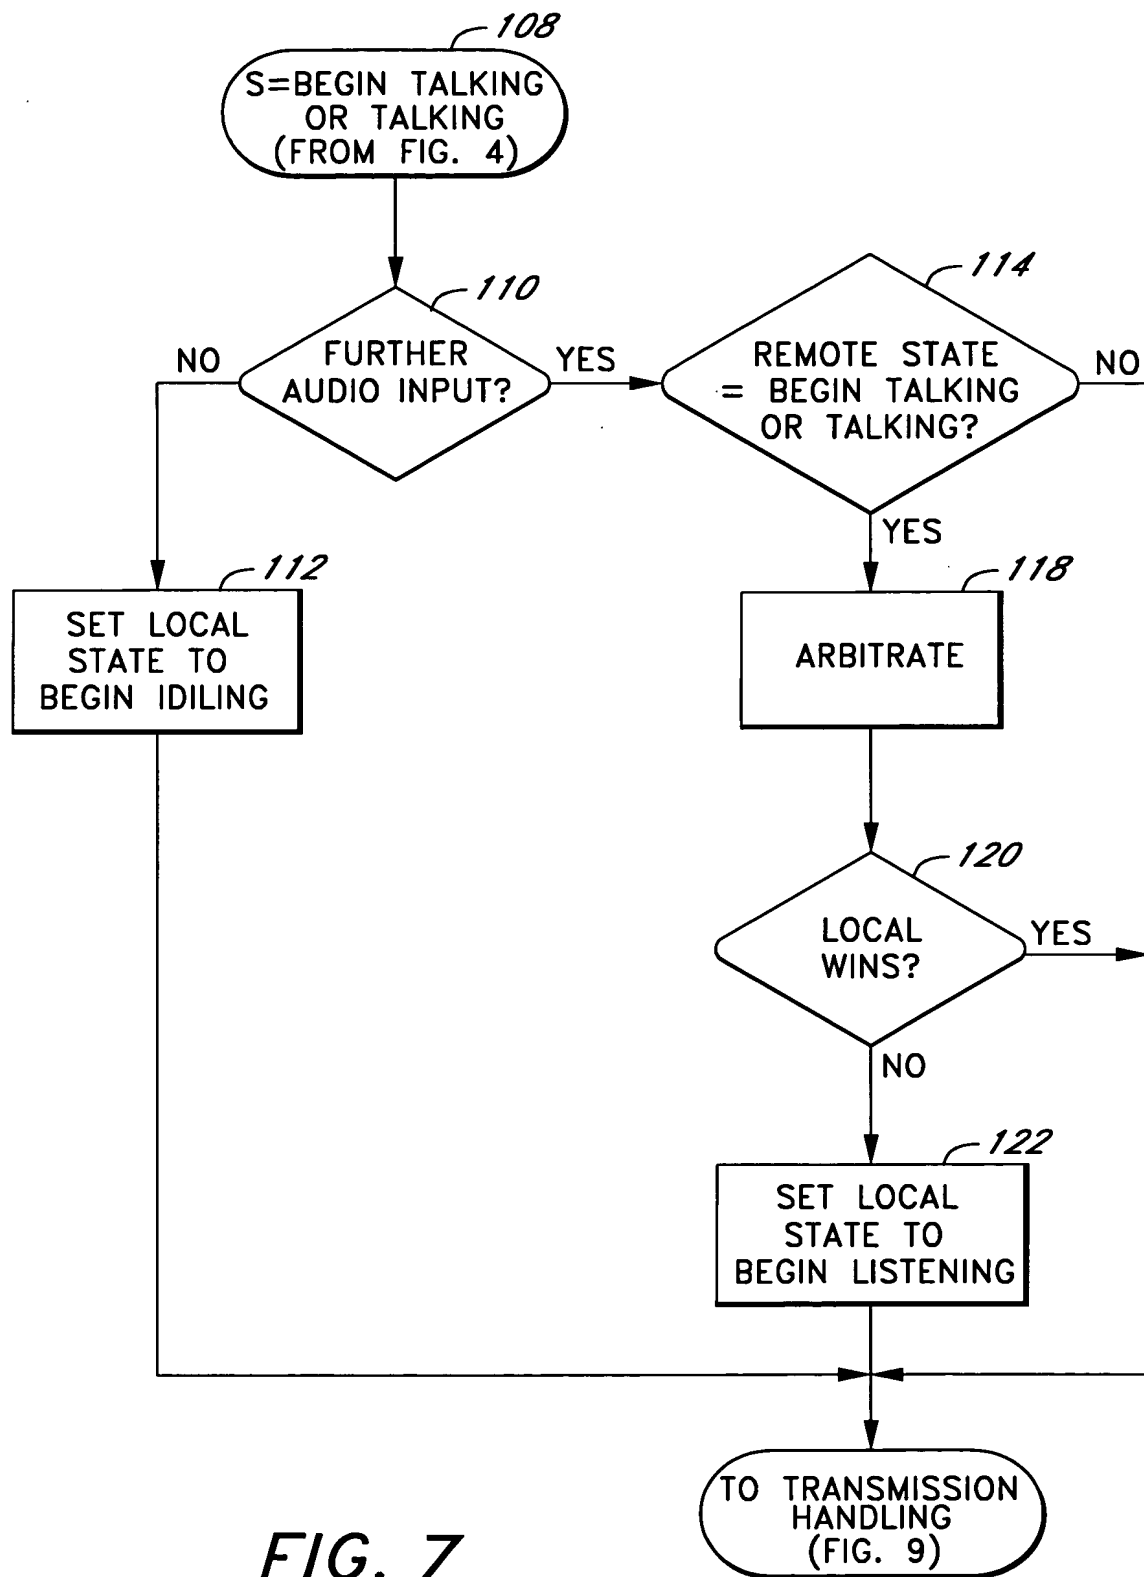 108
S=BEGIN TALKING
OR TALKING
(FROM FIG. 4)
110
FURTHER
AUDIO INPUT?
NO
YES
114
REMOTE STATE
= BEGIN TALKING
OR TALKING?
NO
YES
112
SET LOCAL
STATE TO
BEGIN IDILING
118
ARBITRATE
120
LOCAL
WINS?
YES
NO
122
SET LOCAL
STATE TO
BEGIN LISTENING
TO TRANSMISSION
HANDLING
(FIG. 9)
FIG. 7